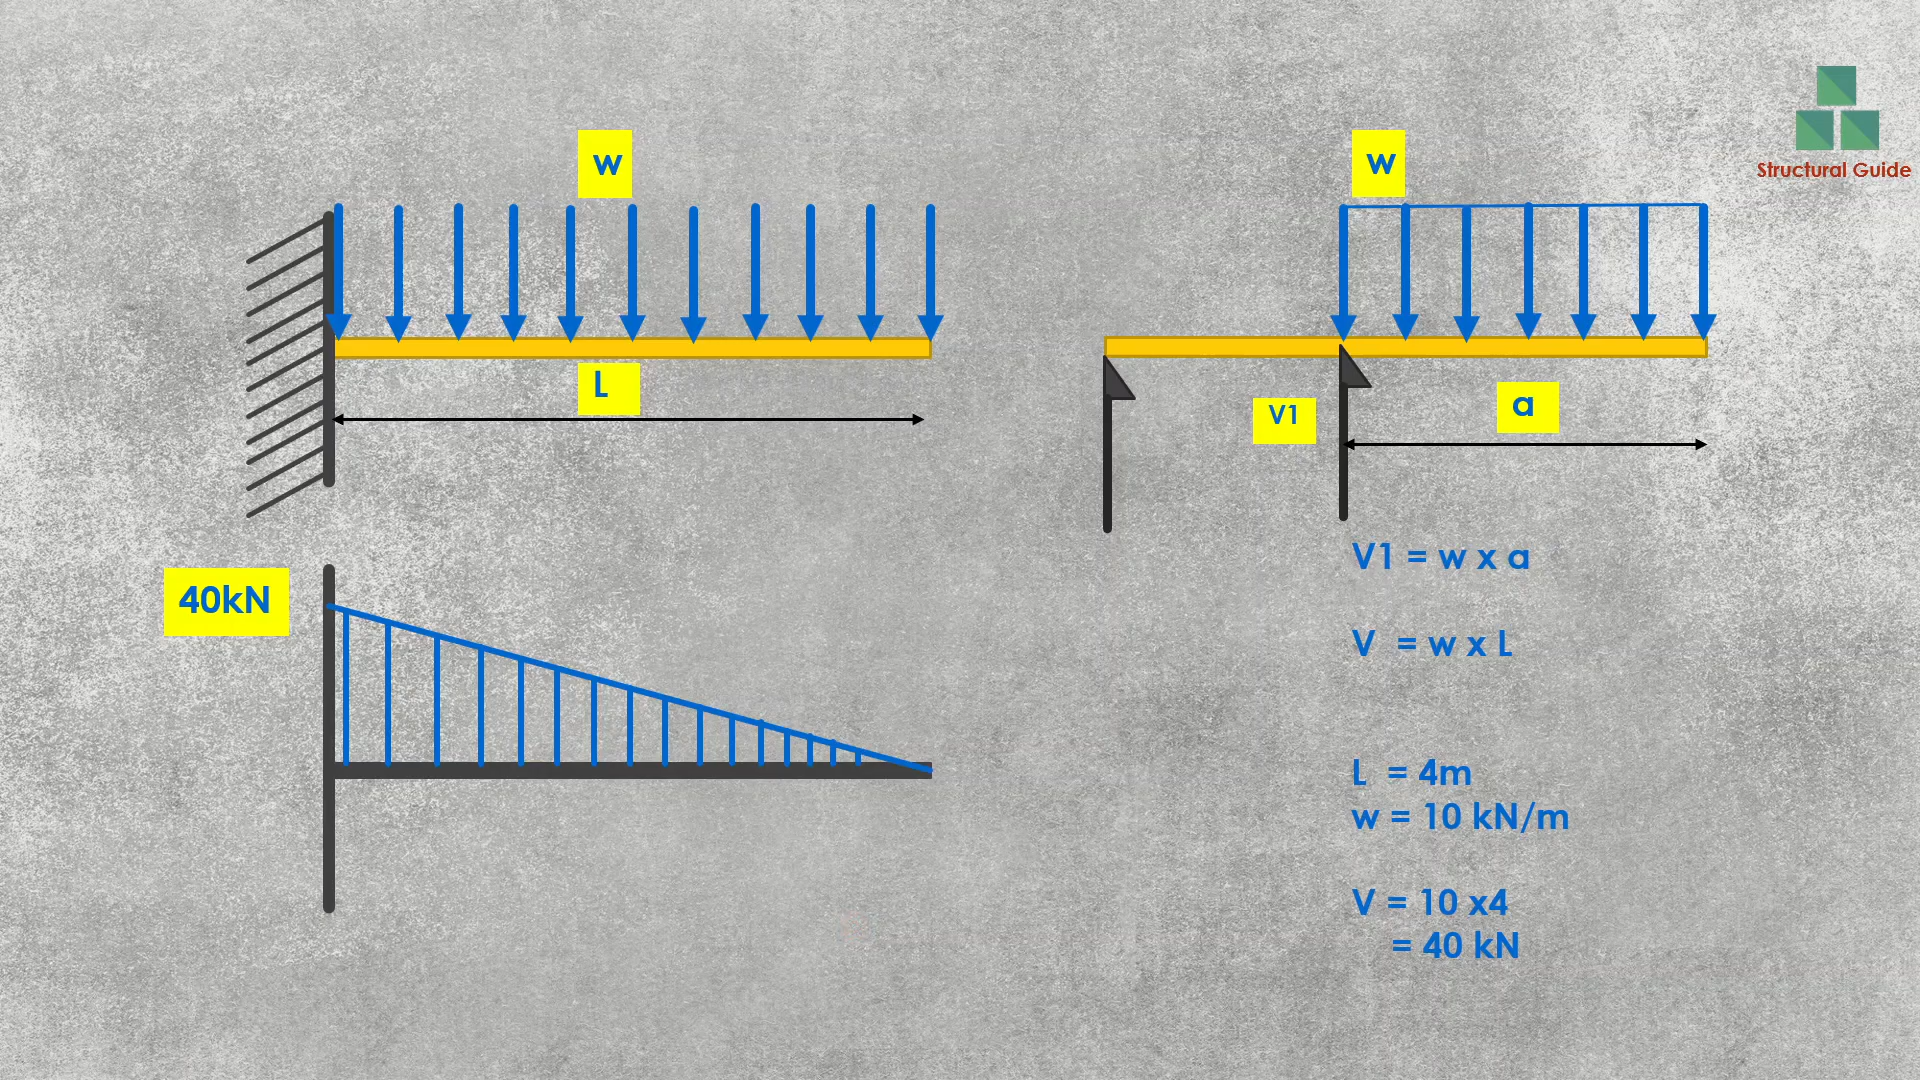 w
w
Structural Guide
L
V1
a
40kN
V1 = w x a
V = w x L
L = 4m
w = 10 kN/m
V = 10 x4
= 40 kN